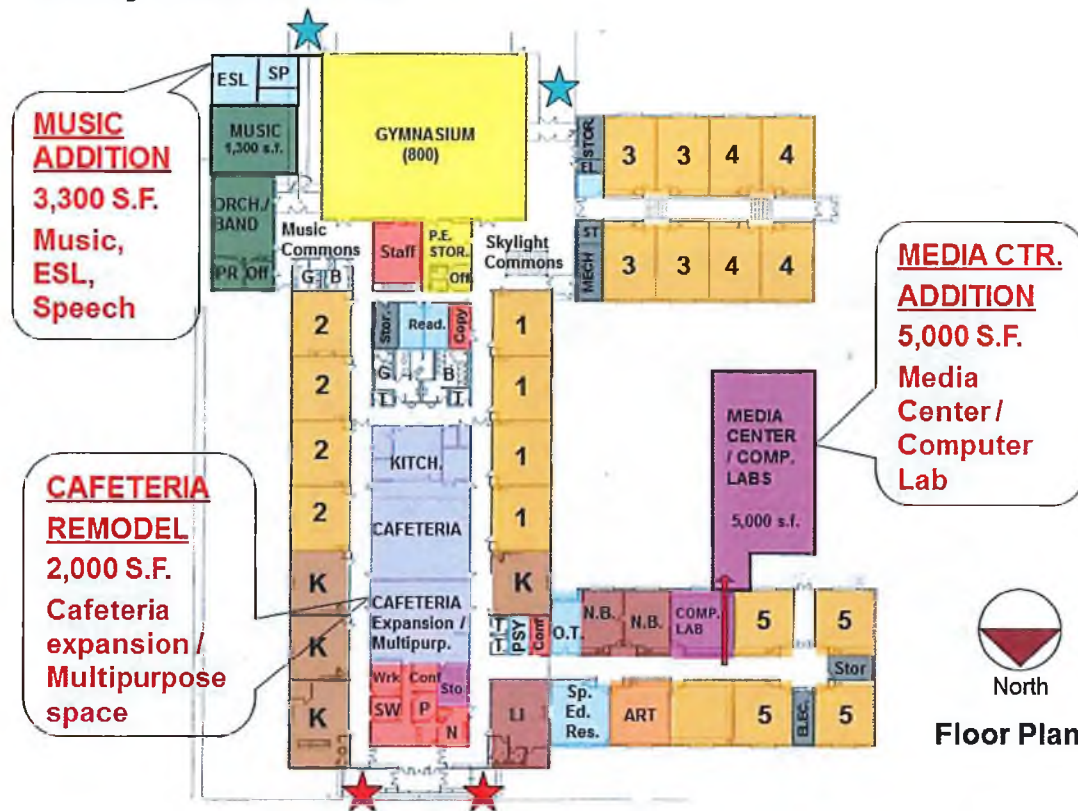 MUSIC
ADDITION
3,300 S.F.
Music,
ESL,
Speech
ESL
SP
MUSIC
1,300 s.f.
ORCH./
BAND
PR
Off
Music
Commons
G
B
GYMNASIUM
(800)
Staff
P.E.
STOR.
Off
Skylight
Commons
STOR.
EL
3
3
4
4
ST
MECH
3
3
4
4
MEDIA CTR.
ADDITION
5,000 S.F.
Media
Center /
Computer
Lab
2
2
2
2
K
K
K
Stor.
Read.
Copy
G
B
T
T
KITCH.
CAFETERIA
CAFETERIA
Expansion /
Multipurp.
Wrk
Conf
Sto
SW
P
N
1
1
1
1
K
T
T
PSY
Conf
LI
CAFETERIA
REMODEL
2,000 S.F.
Cafeteria
expansion /
Multipurpose
space
MEDIA
CENTER
/ COMP.
LABS
5,000 s.f.
O.T.
N.B.
N.B.
COMP.
LAB
5
5
Stor
Sp.
Ed.
Res.
ART
5
ELEC.
5
North
Floor Plan